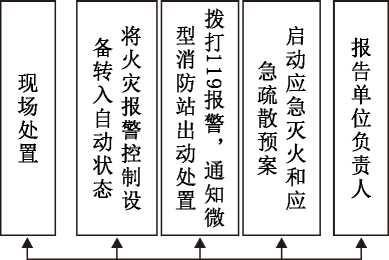 现场处置
将火灾报警控制设
备转入自动状态
拨打119报警，通知微
型消防站出动处置
启动应急灭火和应
急疏散预案
报告单位负责人